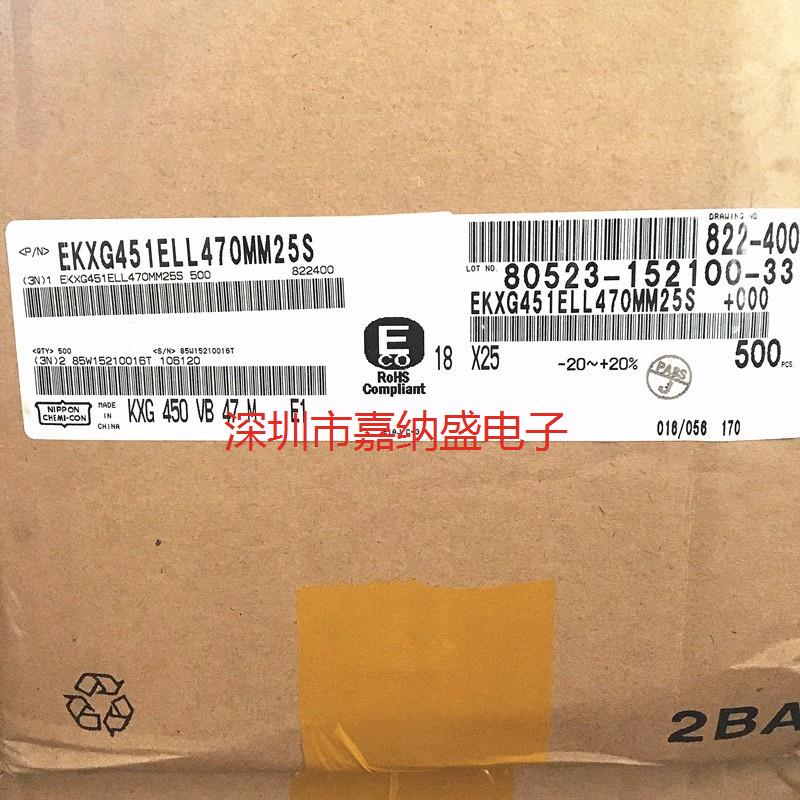 <P/N> EKXG451ELL470MM25S
(3N)1 EKXG451ELL470MM25S 500 822400
<QTY> 500 <S/N> 85W15210016T
(3N)2 85W15210016T 106120
NIPPON
CHEMI-CON
MADE
IN
CHINA
KXG 450 VB 47 M E1
E
CO
RoHS
Compliant
DRAWING NO
822-400
LOT NO. 80523-152100-33
EKXG451ELL470MM25S +000
18 X25 -20~+20% 500 PCS.
PABS
J
016/056 170
深圳市嘉纳盛电子
2BA